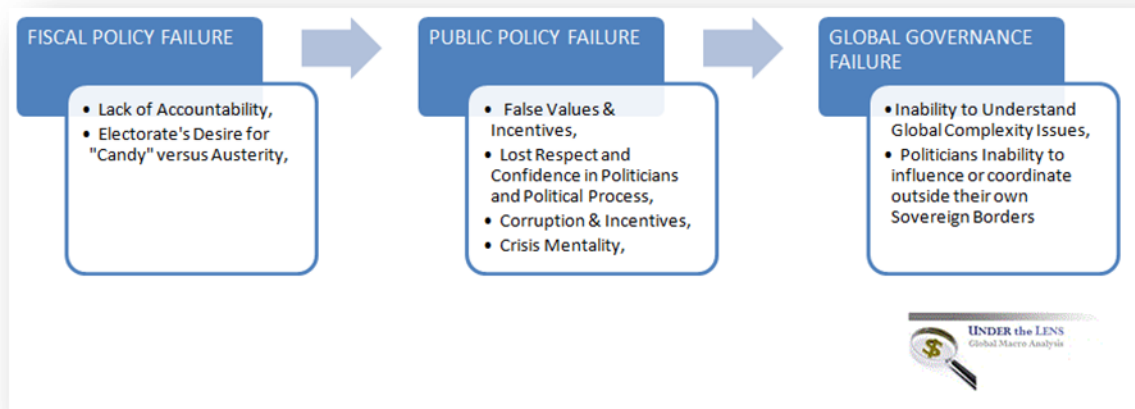 FISCAL POLICY FAILURE
• Lack of Accountability,
• Electorate's Desire for
"Candy" versus Austerity,
PUBLIC POLICY FAILURE
• False Values &
Incentives,
• Lost Respect and
Confidence in Politicians
and Political Process,
• Corruption & Incentives,
• Crisis Mentality,
GLOBAL GOVERNANCE
FAILURE
•Inability to Understand
Global Complexity Issues,
• Politicians Inability to
influence or coordinate
outside their own
Sovereign Borders
$
UNDER the LENS
Global Macro Analysis